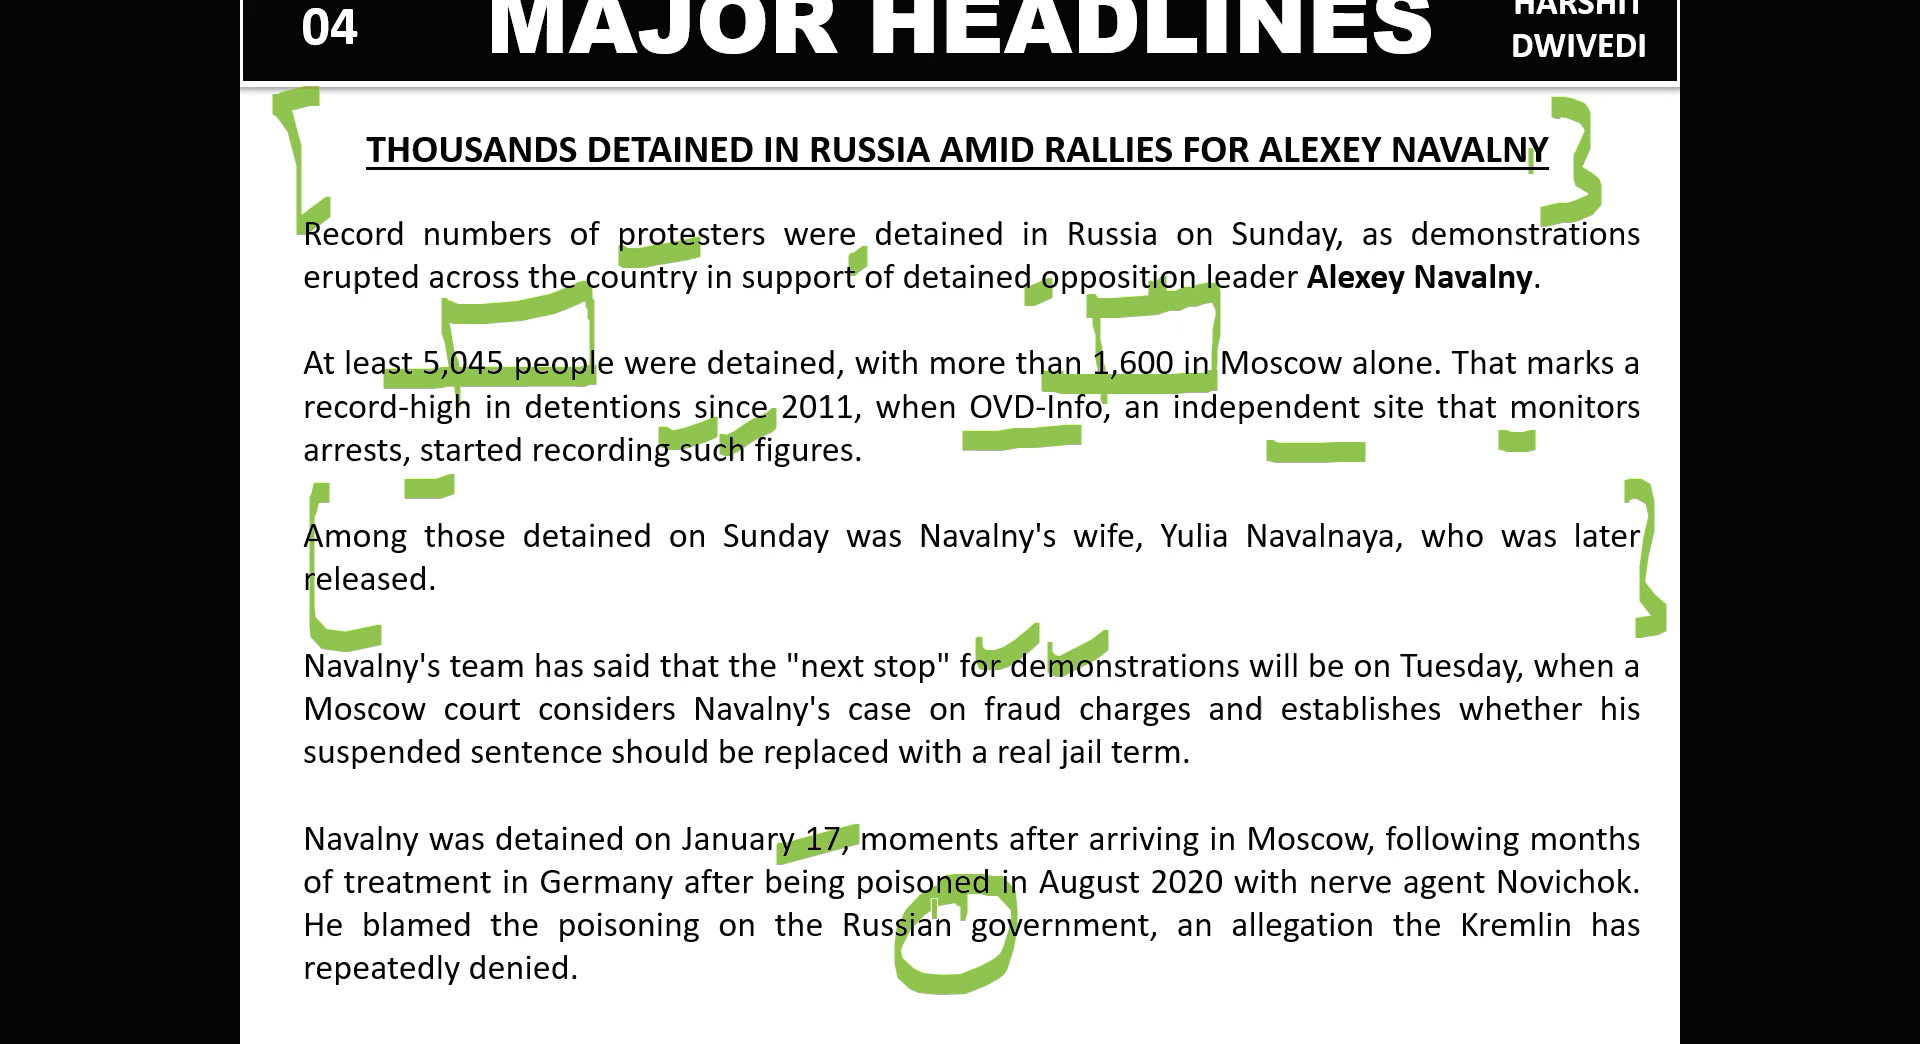 04
MAJOR HEADLINES
HARSHIT
DWIVEDI
THOUSANDS DETAINED IN RUSSIA AMID RALLIES FOR ALEXEY NAVALNY
Record numbers of protesters were detained in Russia on Sunday, as demonstrations
erupted across the country in support of detained opposition leader Alexey Navalny.
At least 5,045 people were detained, with more than 1,600 in Moscow alone. That marks a
record-high in detentions since 2011, when OVD-Info, an independent site that monitors
arrests, started recording such figures.
Among those detained on Sunday was Navalny's wife, Yulia Navalnaya, who was later
released.
Navalny's team has said that the "next stop" for demonstrations will be on Tuesday, when a
Moscow court considers Navalny's case on fraud charges and establishes whether his
suspended sentence should be replaced with a real jail term.
Navalny was detained on January 17, moments after arriving in Moscow, following months
of treatment in Germany after being poisoned in August 2020 with nerve agent Novichok.
He blamed the poisoning on the Russian government, an allegation the Kremlin has
repeatedly denied.